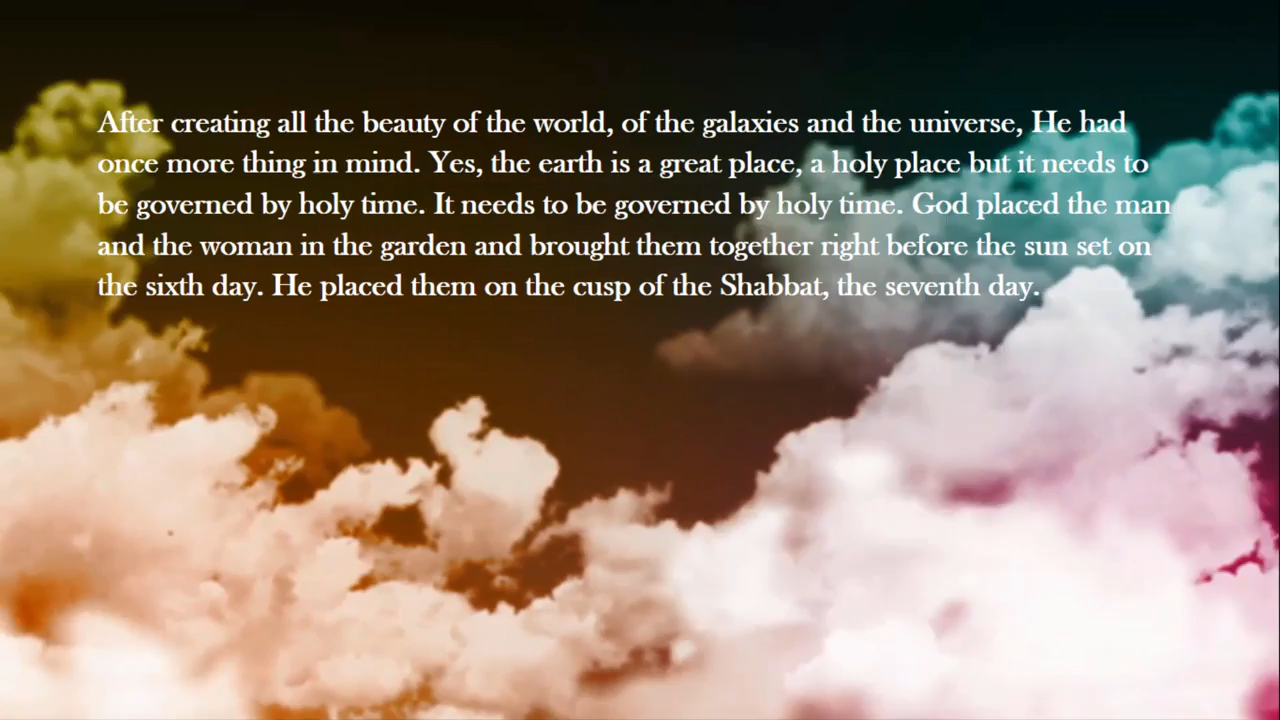 After creating all the beauty of the world, of the galaxies and the universe, He had
once more thing in mind. Yes, the earth is a great place, a holy place but it needs to
be governed by holy time. It needs to be governed by holy time. God placed the man
and the woman in the garden and brought them together right before the sun set on
the sixth day. He placed them on the cusp of the Shabbat, the seventh day.